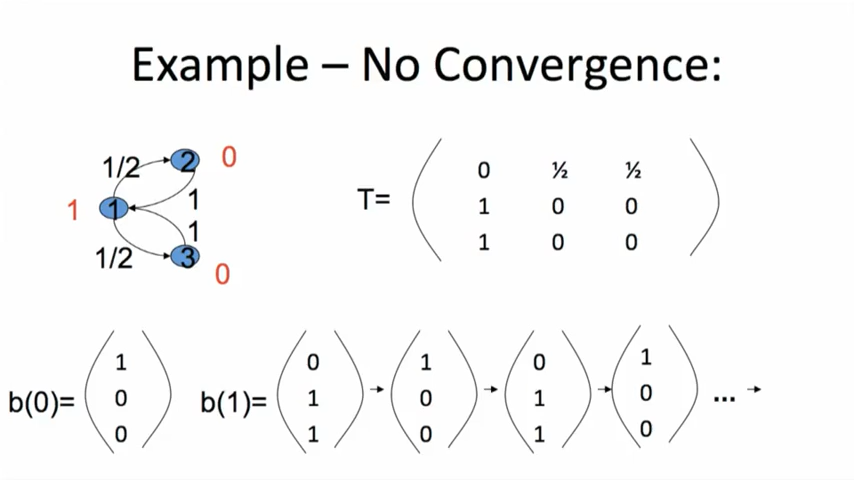 Example – No Convergence:
1/2 2 0
1 1 1
1
1/2 3 0
T= 0 ½ ½
1 0 0
1 0 0
b(0)= 1 0 0
b(1)= 0 1 1
1 0 0
0 1 1
1 0 0
...